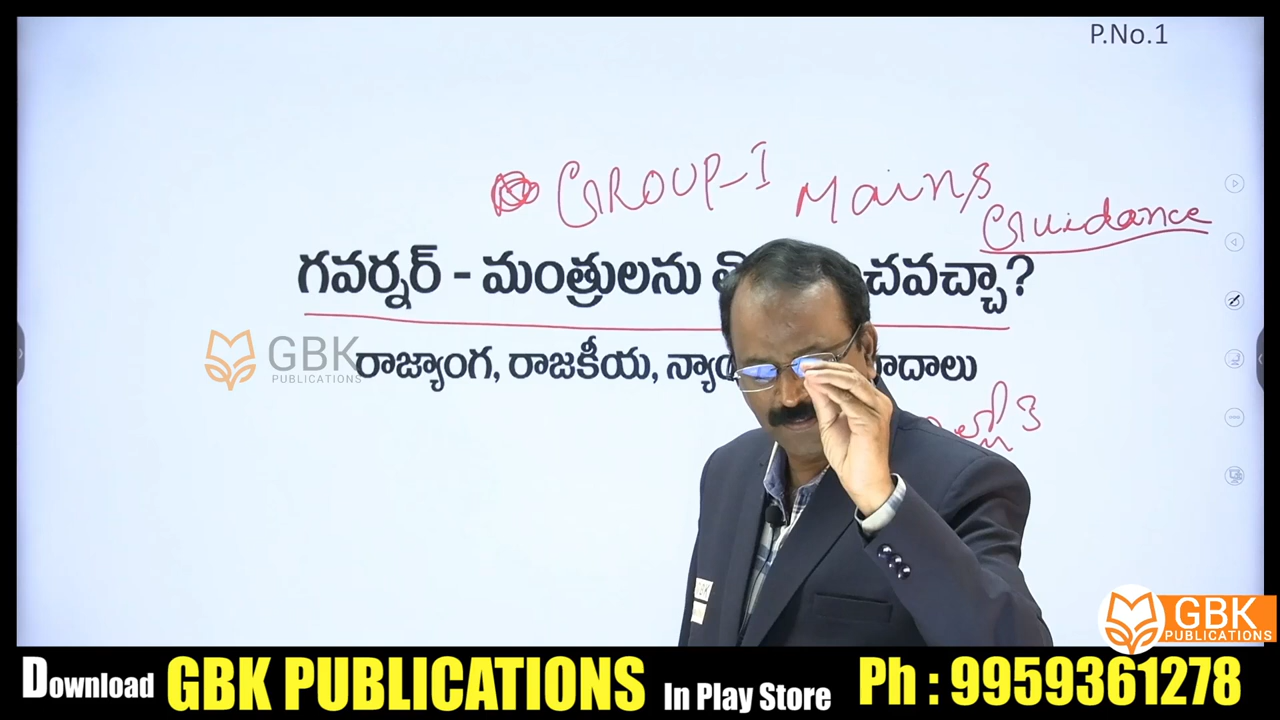 P.No.1
GROUP-I Mains
Guidance
గవర్నర్ - మంత్రులను చవచ్చా?
GBK
PUBLICATIONS
రాజ్యాంగ, రాజకీయ,
GBK
PUBLICATIONS
Download GBK PUBLICATIONS In Play Store Ph : 9959361278